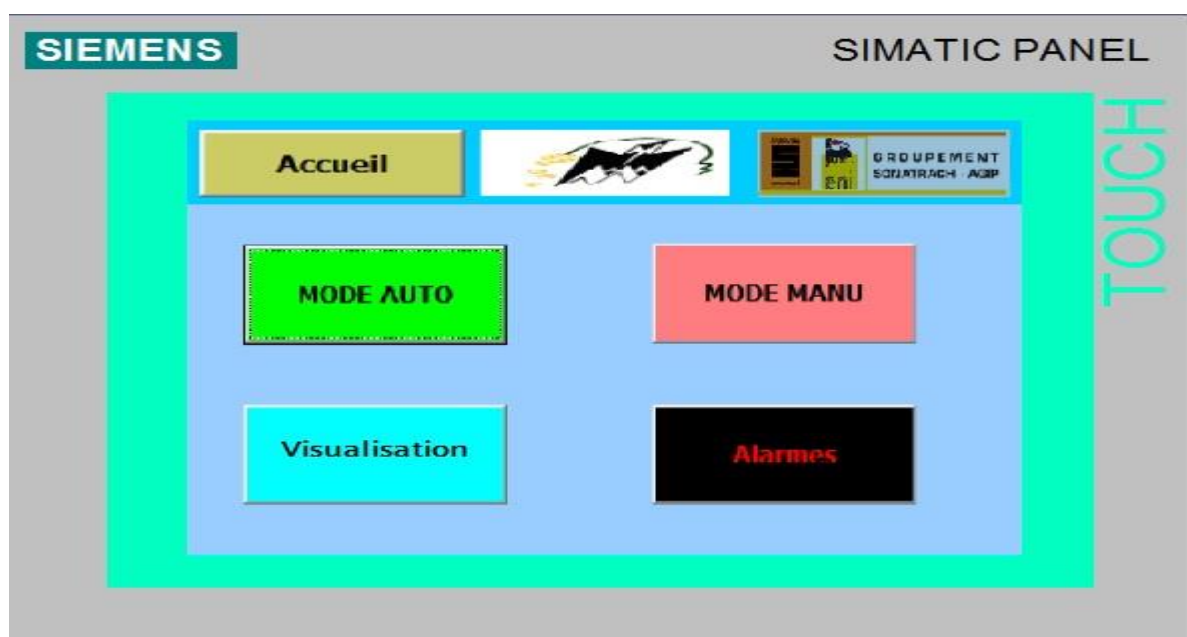 SIEMENS
SIMATIC PANEL
TOUCH
Accueil
GROUPEMENT
SONATRACH - AGIP
eni
MODE AUTO
MODE MANU
Visualisation
Alarmes